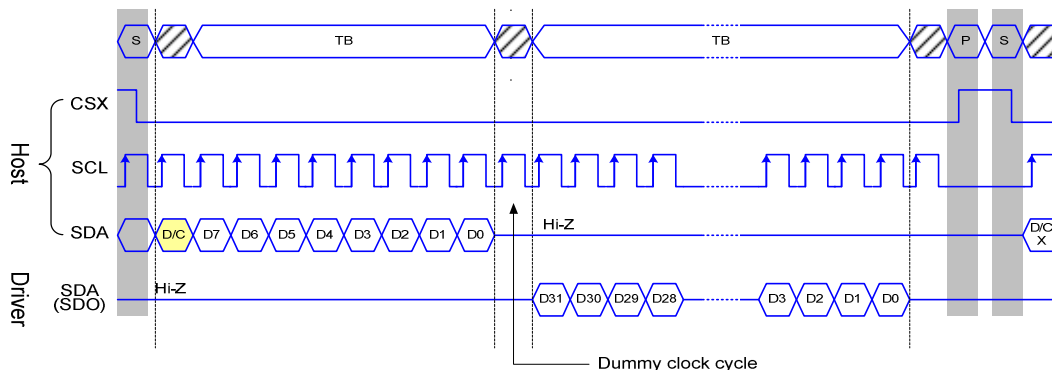 S TB TB P S
CSX
Host
SCL
Hi-Z
SDA D/C D7 D6 D5 D4 D3 D2 D1 D0 D/C
X
Hi-Z
Driver
SDA
(SDO)
D31 D30 D29 D28 D3 D2 D1 D0
Dummy clock cycle